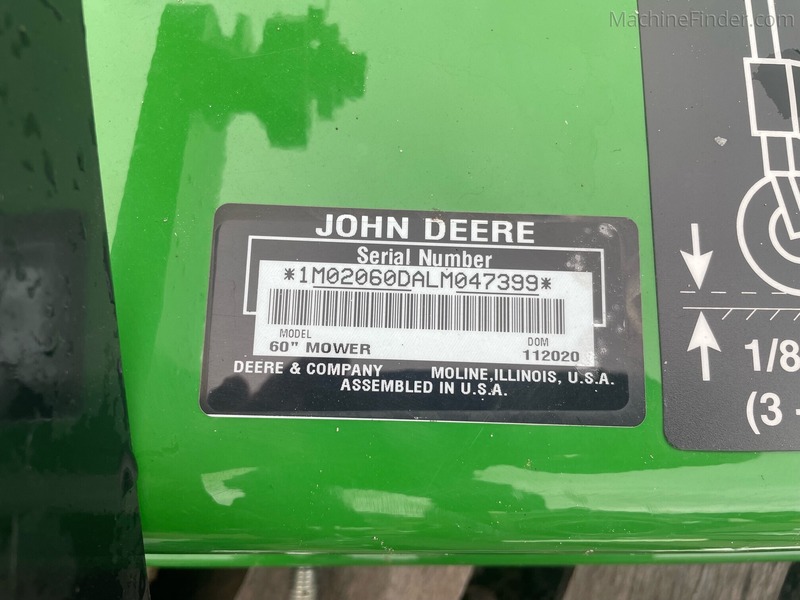 MachineFinder.com
JOHN DEERE
Serial Number
*1M02060DALM047399*
MODEL
DOM
60" MOWER
112020
DEERE & COMPANY
MOLINE, ILLINOIS, U.S.A.
ASSEMBLED IN U.S.A.
1/8
(3 -